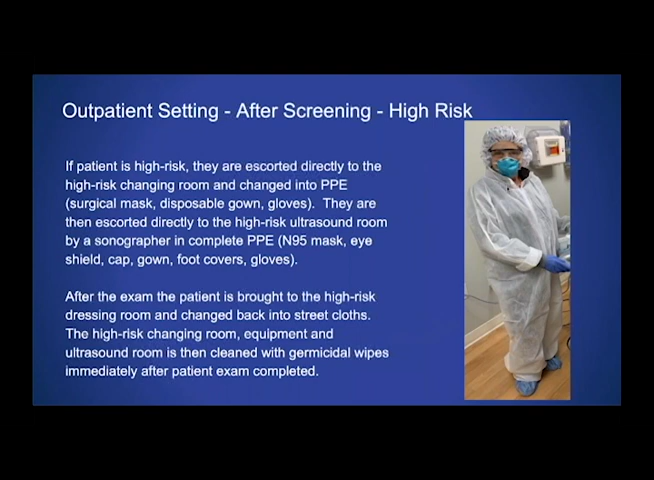 Outpatient Setting - After Screening - High Risk
If patient is high-risk, they are escorted directly to the
high-risk changing room and changed into PPE
(surgical mask, disposable gown, gloves).  They are
then escorted directly to the high-risk ultrasound room
by a sonographer in complete PPE (N95 mask, eye
shield, cap, gown, foot covers, gloves).
After the exam the patient is brought to the high-risk
dressing room and changed back into street cloths.
The high-risk changing room, equipment and
ultrasound room is then cleaned with germicidal wipes
immediately after patient exam completed.